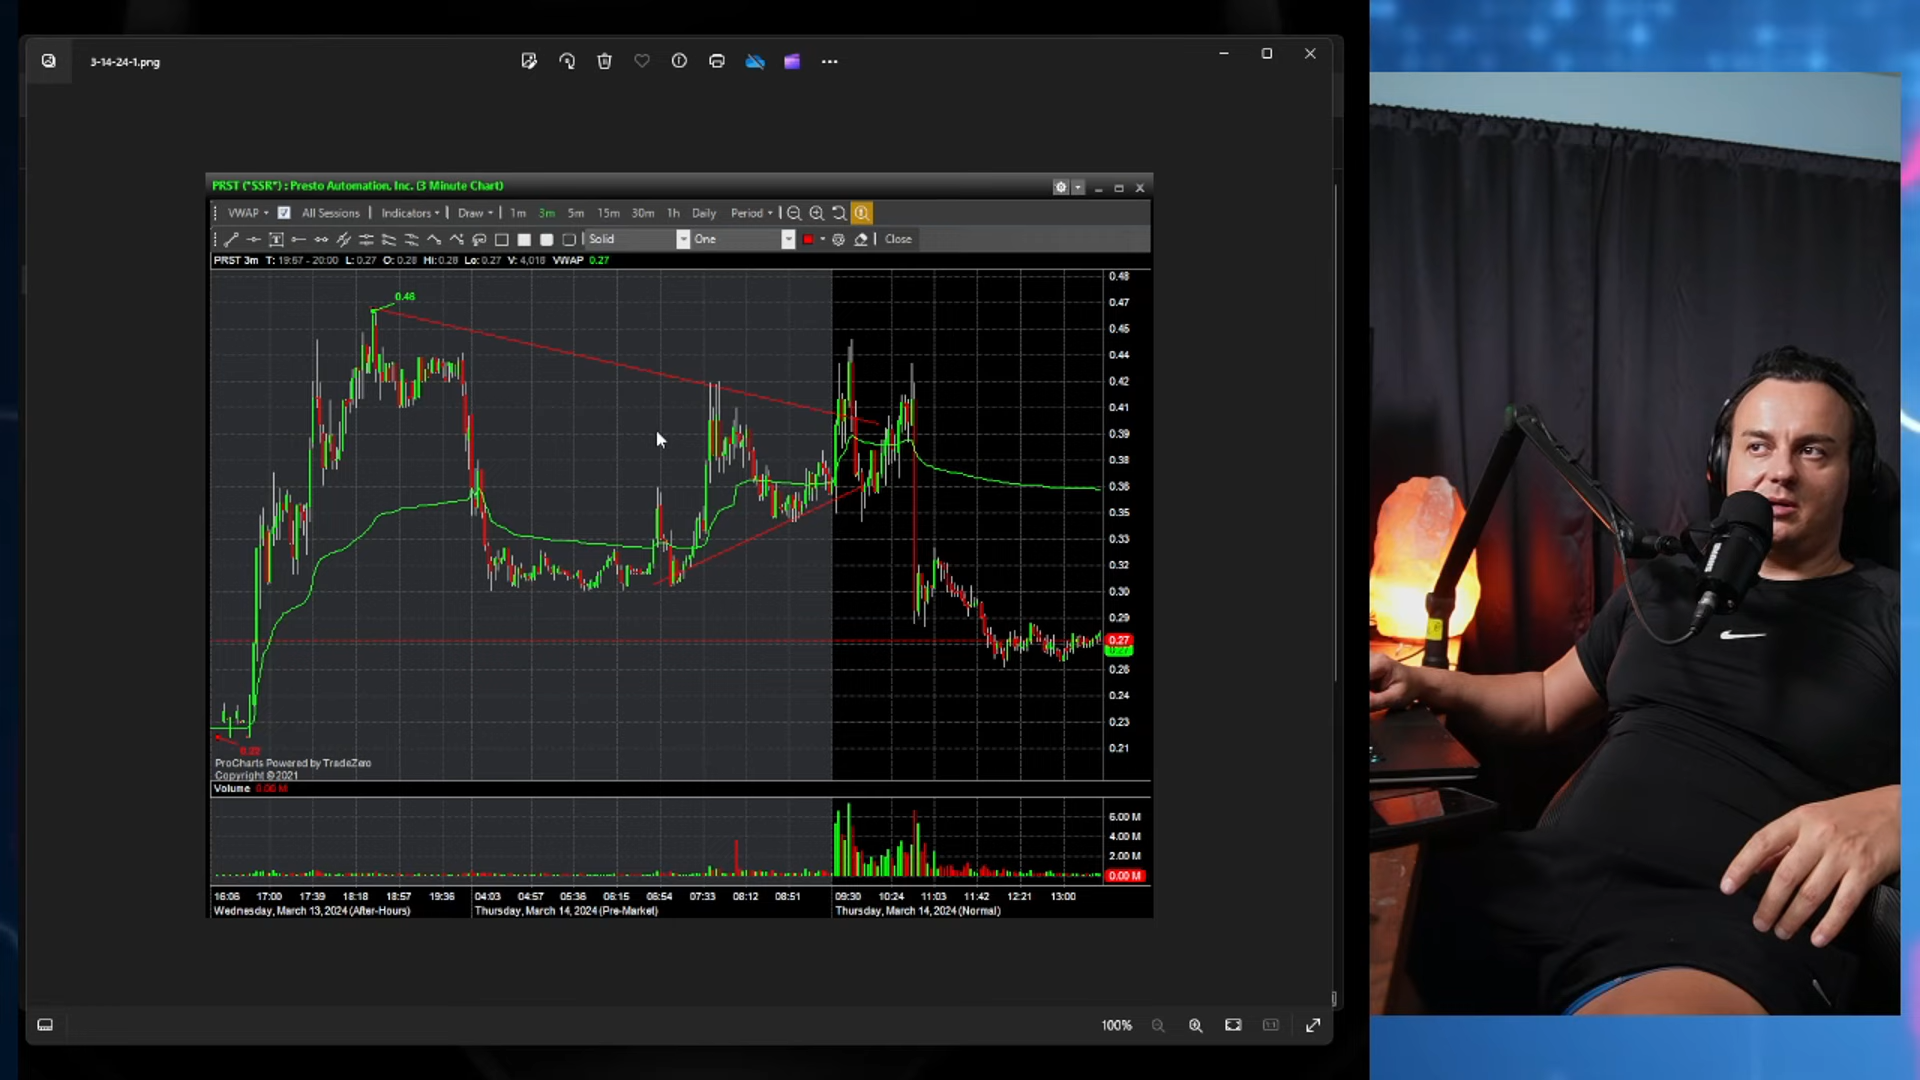 3-14-24-1.png
PRST ("SSR") : Presto Automation, Inc. (3 Minute Chart)
VWAP All Sessions Indicators Draw 1m 3m 5m 15m 30m 1h Daily Period
Solid One Close
PRST 3m T: 19:57 - 20:00 L: 0.27 O: 0.28 Hi: 0.28 Lo: 0.27 V: 4,018 VWAP 0.27
0.46
0.48
0.47
0.45
0.44
0.42
0.41
0.39
0.38
0.36
0.35
0.33
0.32
0.30
0.29
0.27
0.27
0.26
0.24
0.23
0.21
0.22
ProCharts Powered by TradeZero
Copyright ©2021
Volume 0.00 M
6.00 M
4.00 M
2.00 M
0.00 M
16:06 17:00 17:39 18:18 18:57 19:36 04:03 04:57 05:36 06:15 06:54 07:33 08:12 08:51 09:30 10:24 11:03 11:42 12:21 13:00
Wednesday, March 13, 2024 (After-Hours) Thursday, March 14, 2024 (Pre-Market) Thursday, March 14, 2024 (Normal)
100%
SHURE